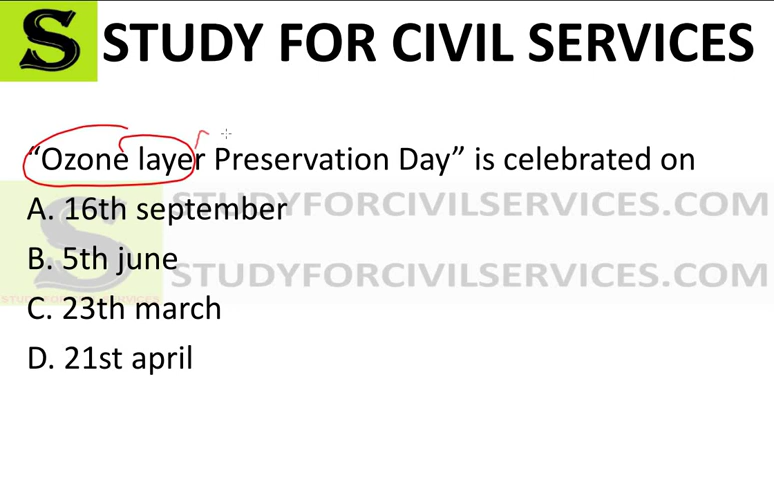 S STUDY FOR CIVIL SERVICES
“Ozone layer Preservation Day” is celebrated on
STUDYFORCIVILSERVICES.COM
A. 16th september
B. 5th june
STUDYFORCIVILSERVICES.COM
C. 23th march
D. 21st april